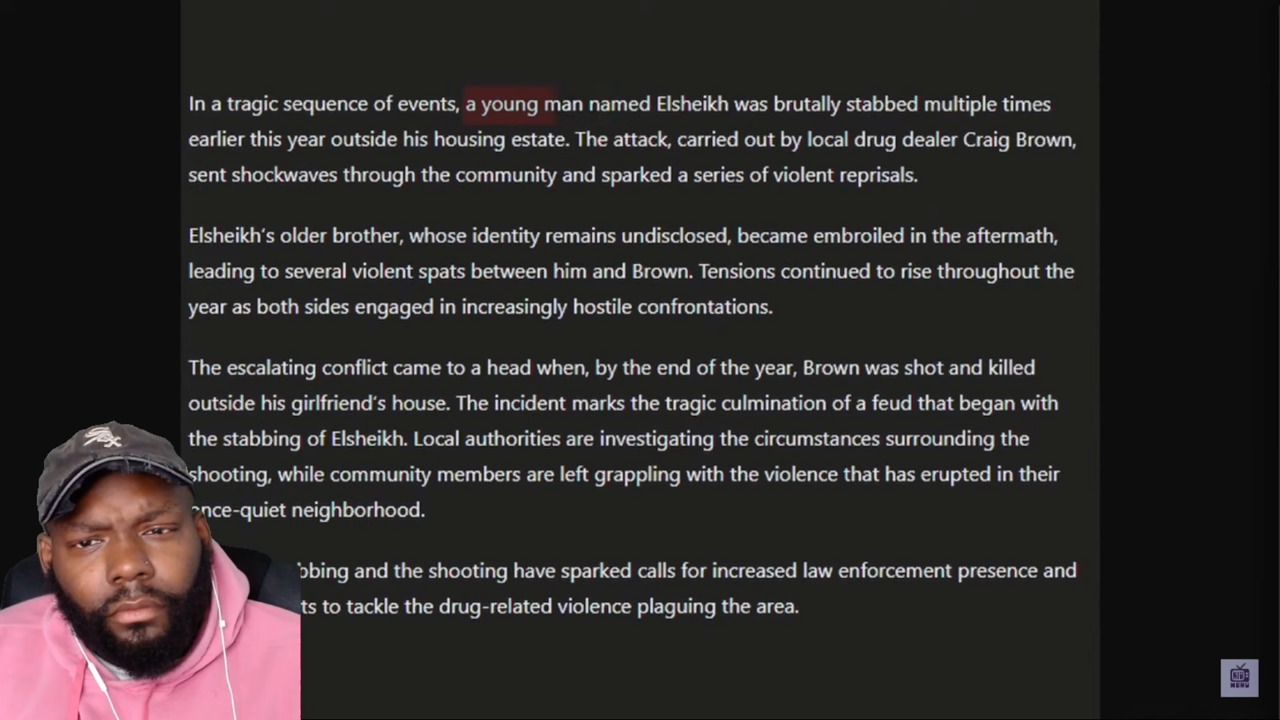 In a tragic sequence of events, a young man named Elsheikh was brutally stabbed multiple times
earlier this year outside his housing estate. The attack, carried out by local drug dealer Craig Brown,
sent shockwaves through the community and sparked a series of violent reprisals.
Elsheikh's older brother, whose identity remains undisclosed, became embroiled in the aftermath,
leading to several violent spats between him and Brown. Tensions continued to rise throughout the
year as both sides engaged in increasingly hostile confrontations.
The escalating conflict came to a head when, by the end of the year, Brown was shot and killed
outside his girlfriend's house. The incident marks the tragic culmination of a feud that began with
the stabbing of Elsheikh. Local authorities are investigating the circumstances surrounding the
shooting, while community members are left grappling with the violence that has erupted in their
once-quiet neighborhood.
bbing and the shooting have sparked calls for increased law enforcement presence and
ts to tackle the drug-related violence plaguing the area.